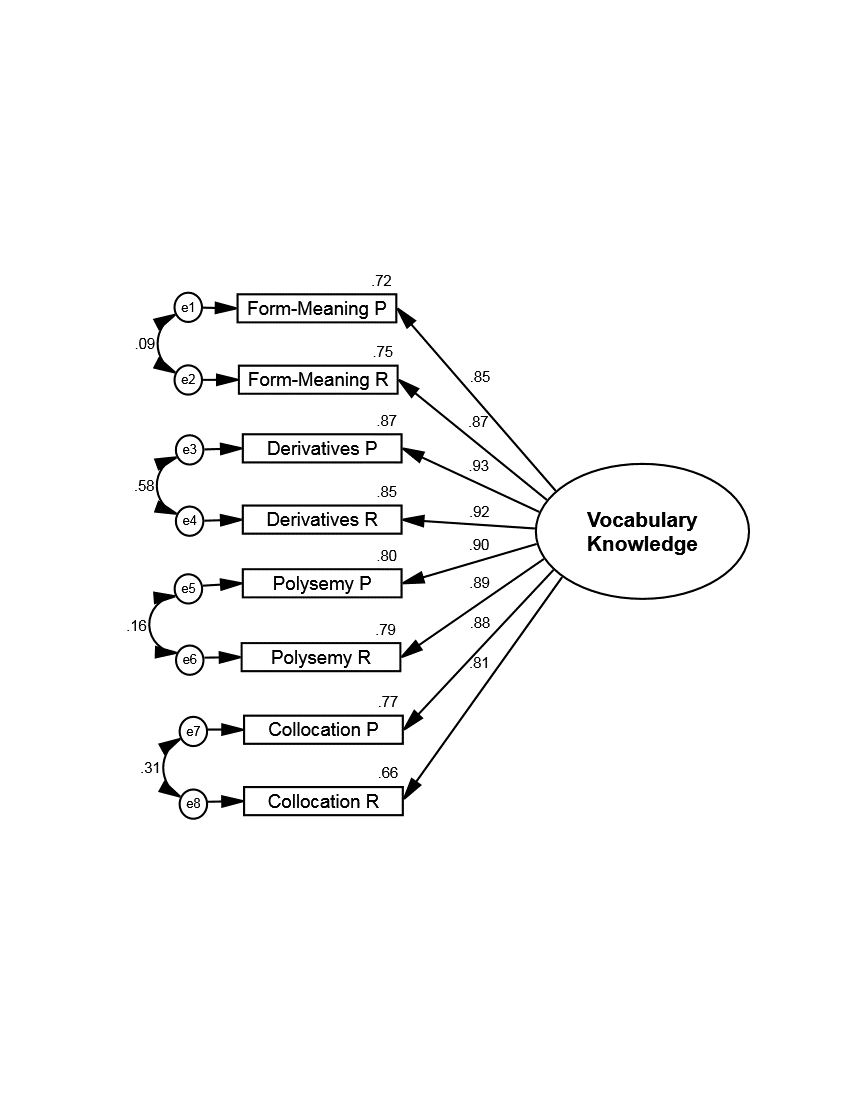 .72
e1
Form-Meaning P
.09
.75
.85
e2
Form-Meaning R
.87
.87
e3
Derivatives P
.93
.58
.85
.92
e4
Derivatives R
.90
.80
e5
Polysemy P
.89
Vocabulary
Knowledge
.16
.79
.88
e6
Polysemy R
.81
.77
e7
Collocation P
.31
.66
e8
Collocation R